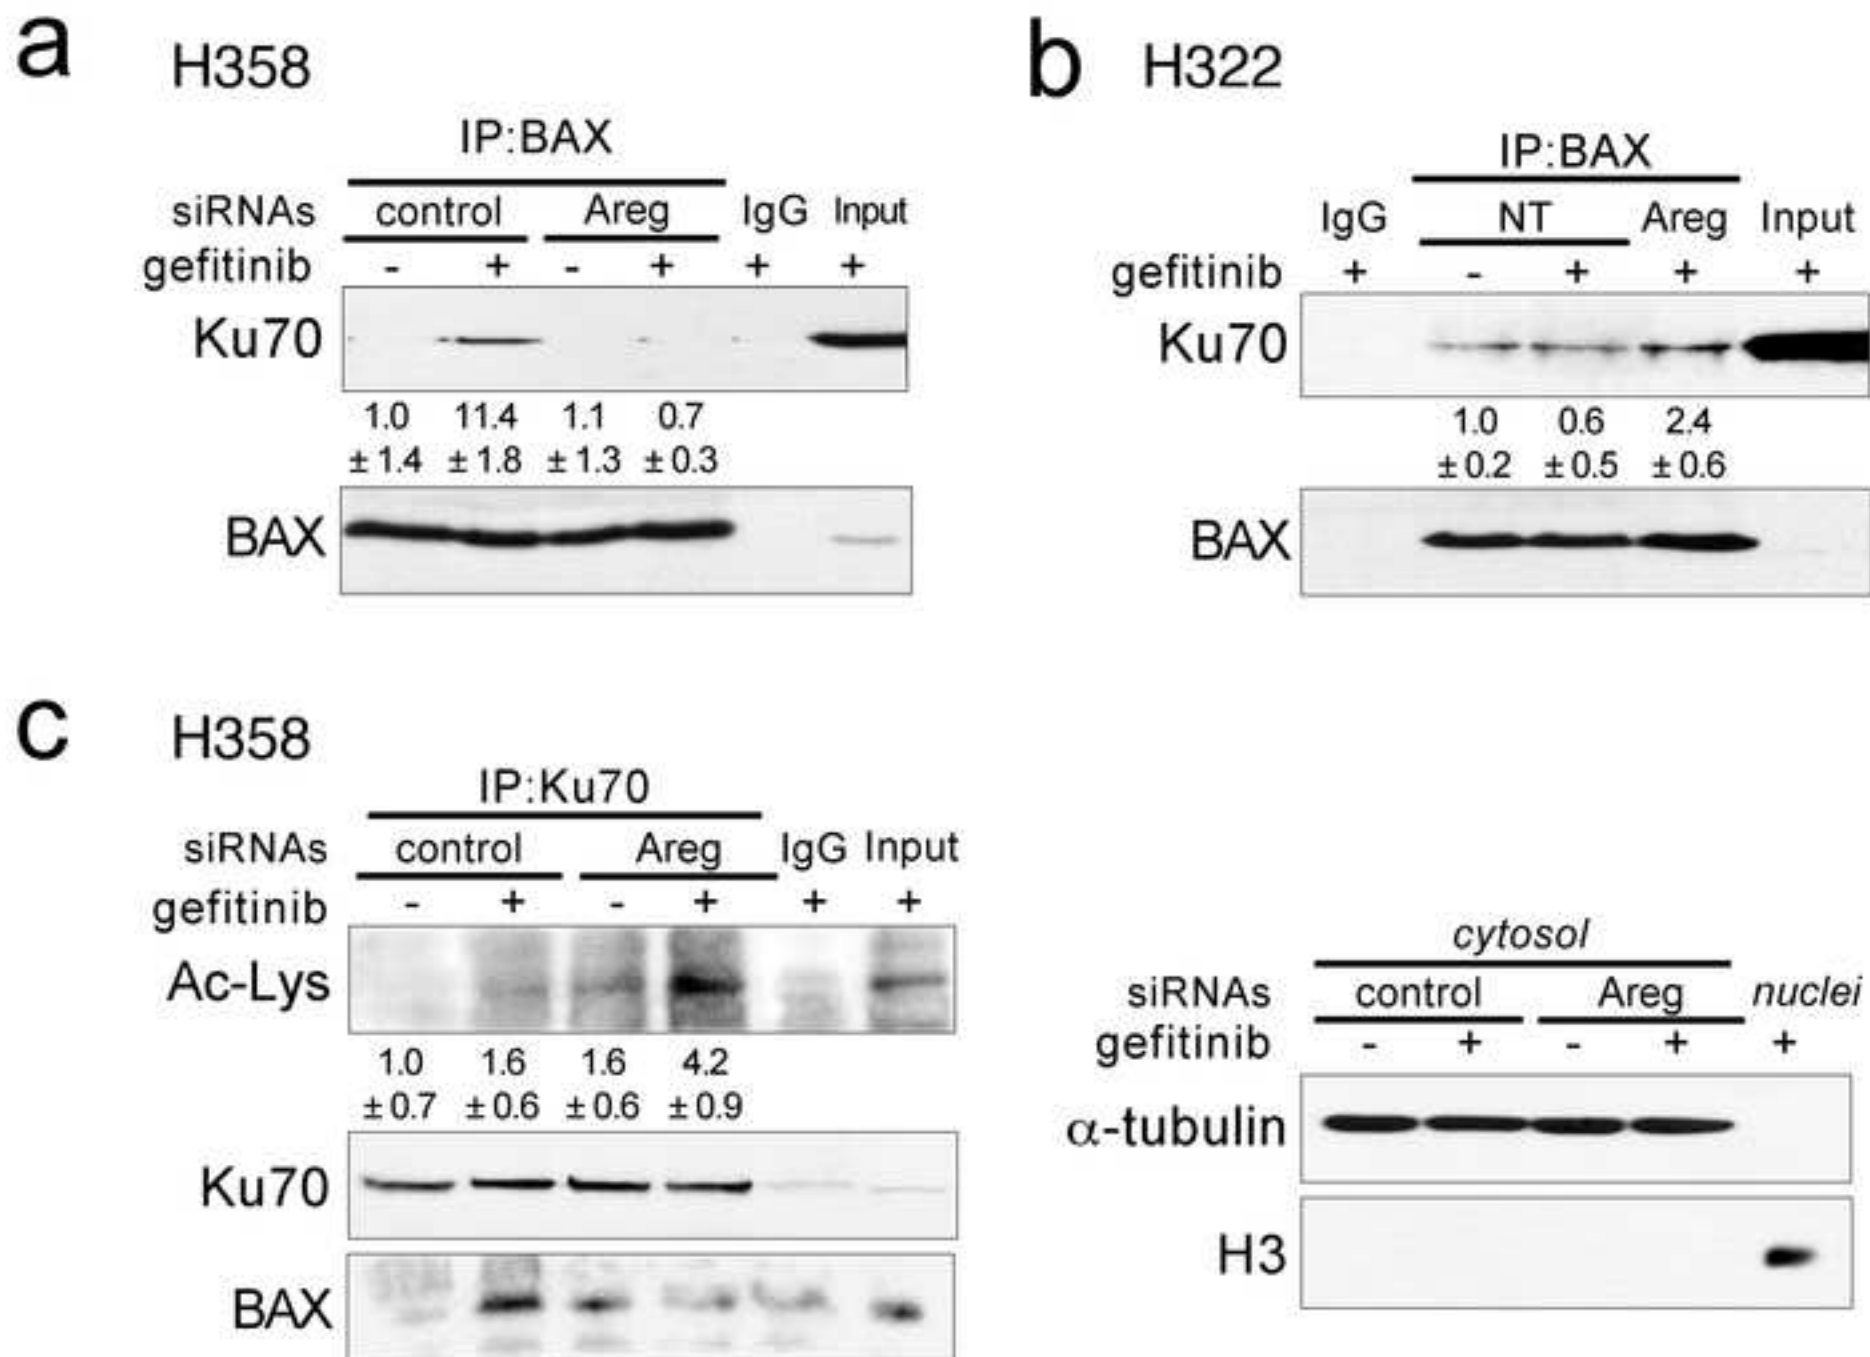 a H358
IP:BAX
siRNAs control Areg IgG Input
gefitinib - + - + + +
Ku70
1.0 11.4 1.1 0.7
± 1.4 ± 1.8 ± 1.3 ± 0.3
BAX
b H322
IP:BAX
IgG NT Areg Input
gefitinib + - + + +
Ku70
1.0 0.6 2.4
± 0.2 ± 0.5 ± 0.6
BAX
c H358
IP:Ku70
siRNAs control Areg IgG Input
gefitinib - + - + + +
Ac-Lys
1.0 1.6 1.6 4.2
± 0.7 ± 0.6 ± 0.6 ± 0.9
Ku70
BAX
cytosol
siRNAs control Areg nuclei
gefitinib - + - + +
α-tubulin
H3